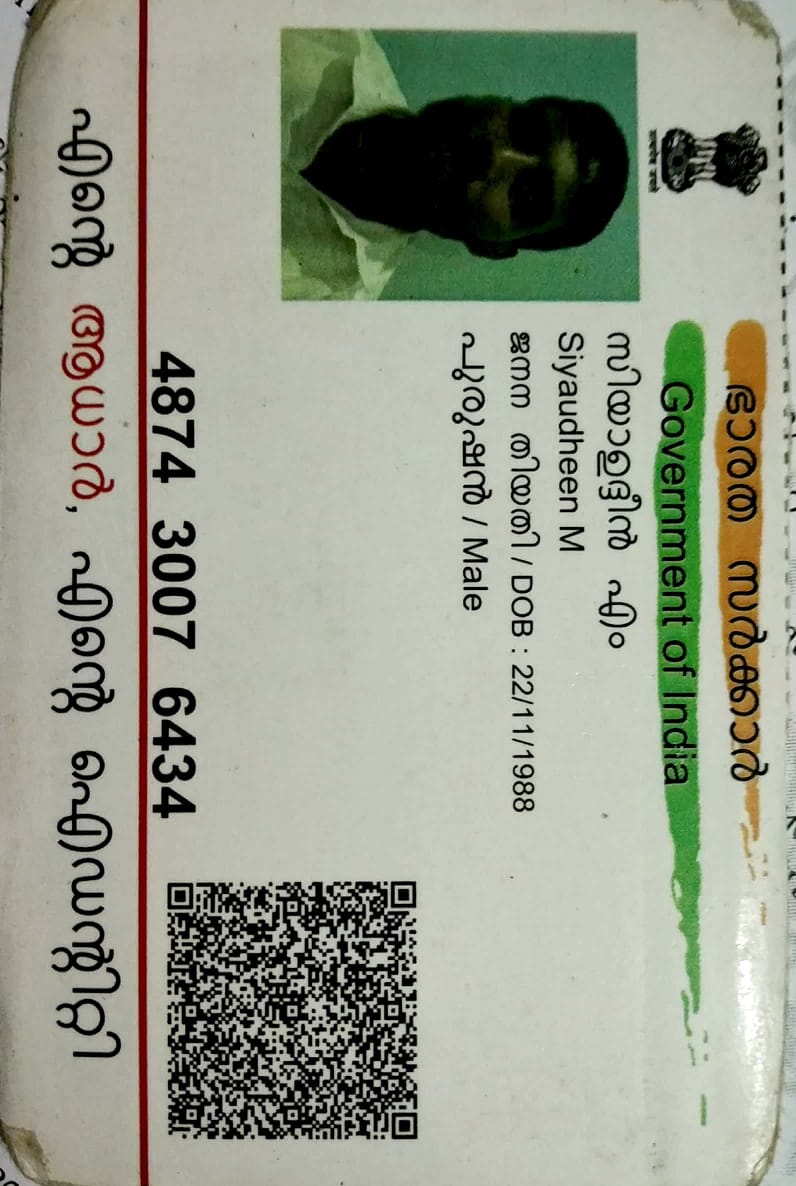 ഭാരത സർക്കാർ
Government of India
സിയാഉദ്ദീൻ എം
Siyaudheen M
ജനന തിയതി / DOB : 22/11/1988
പുരുഷൻ / Male
4874 3007 6434
എന്റെ ആധാർ, എന്റെ ഐഡന്റിറ്റി